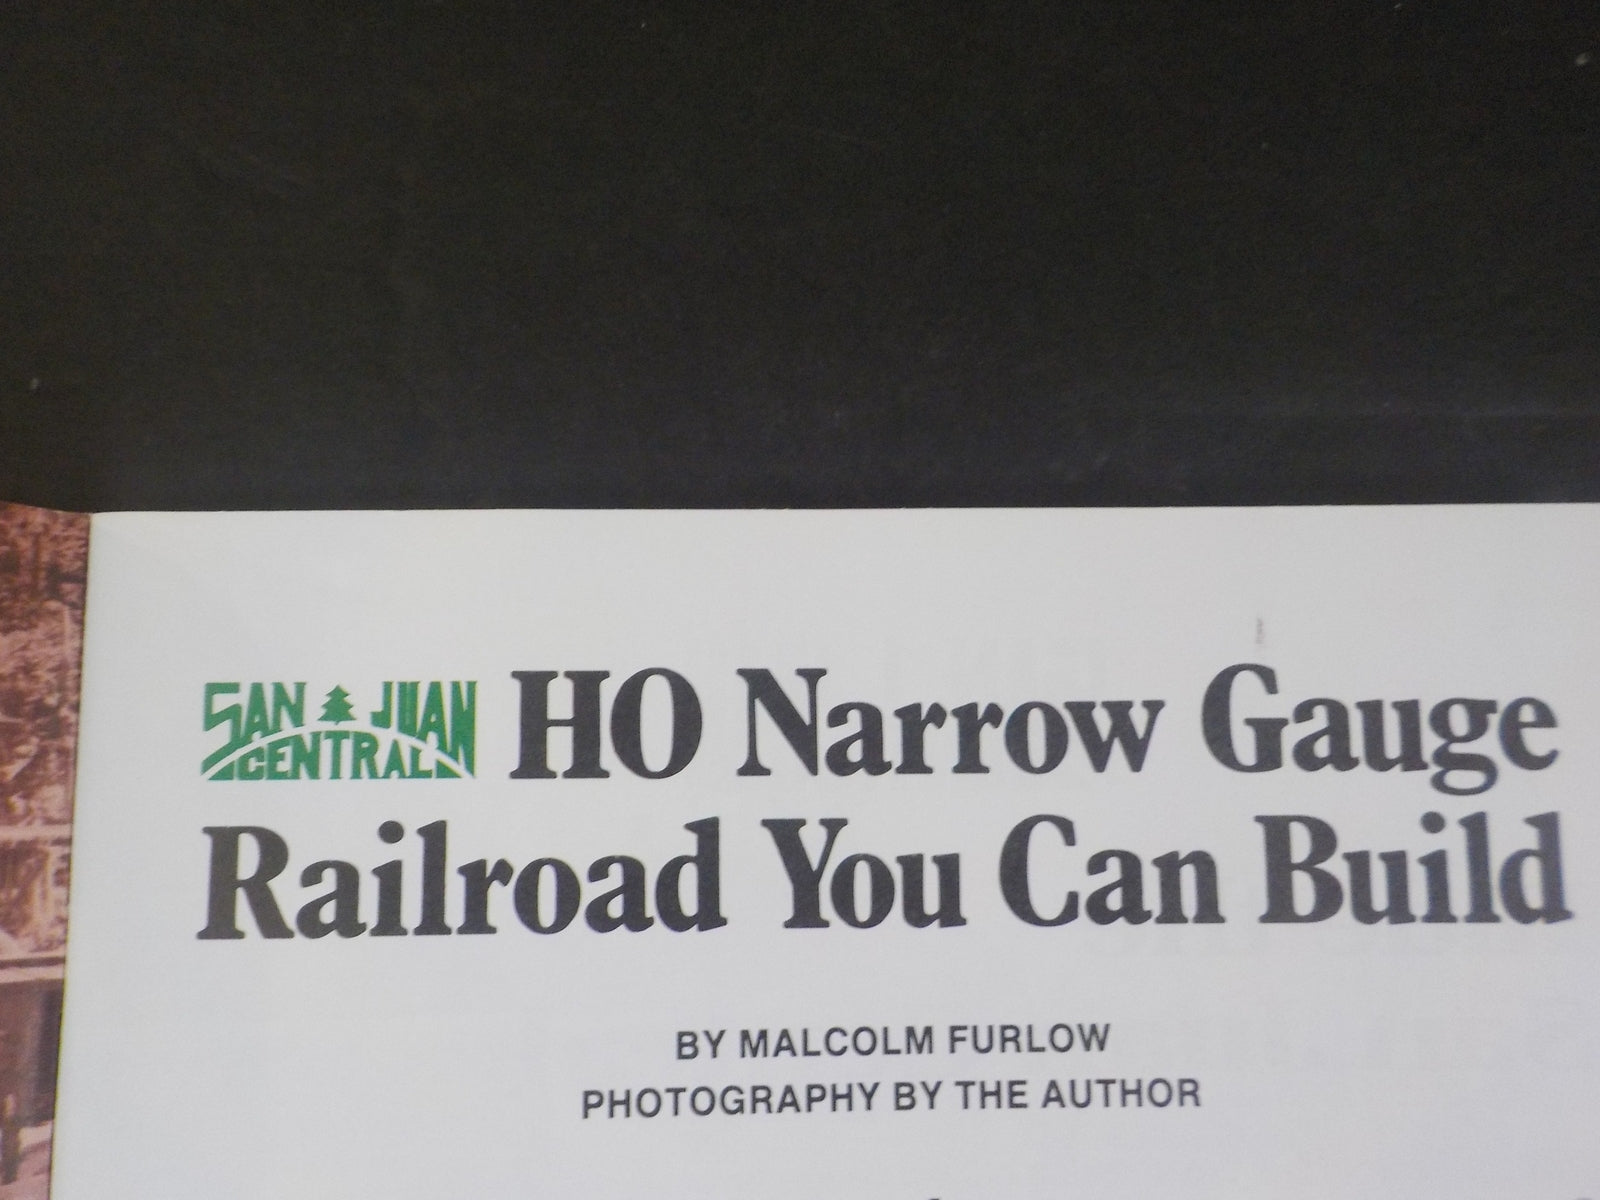 SAN JUAN
CENTRAL
HO Narrow Gauge
Railroad You Can Build
BY MALCOLM FURLOW
PHOTOGRAPHY BY THE AUTHOR